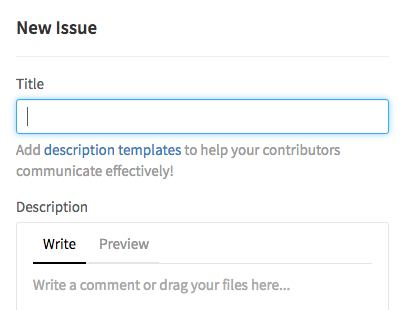 New Issue
Title
Add description templates to help your contributors
communicate effectively!
Description
Write Preview
Write a comment or drag your files here...